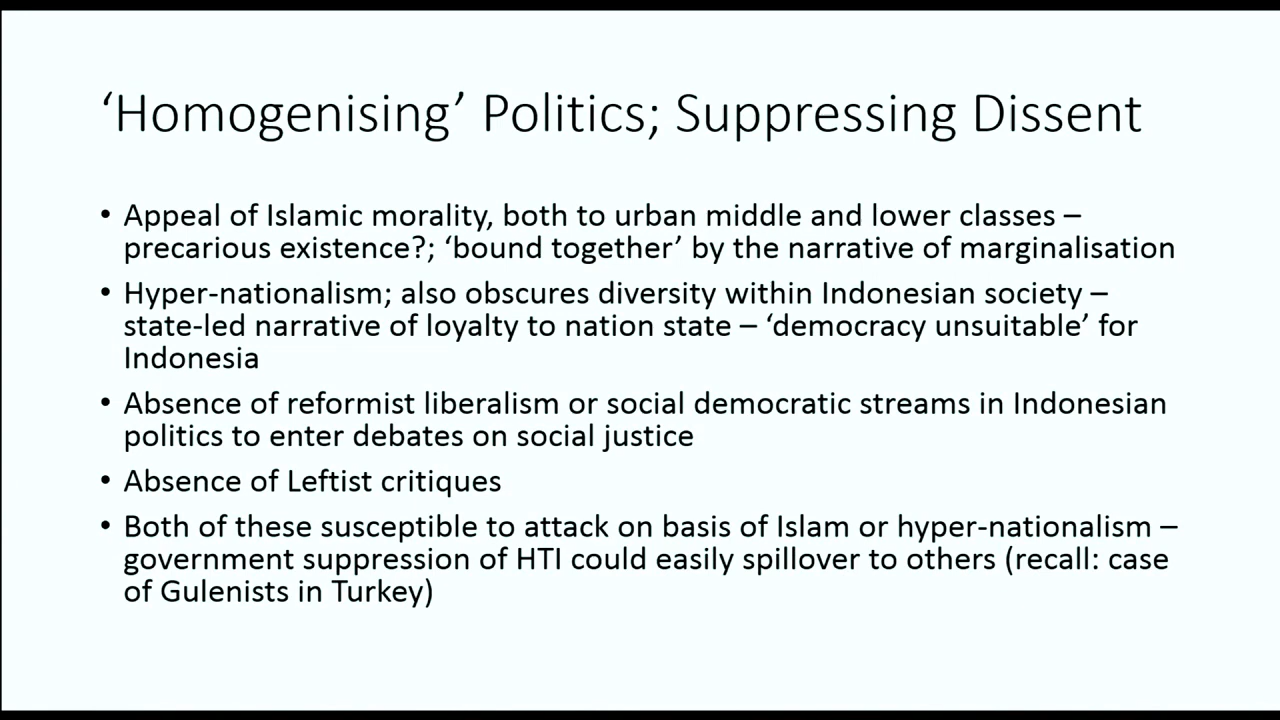 ‘Homogenising’ Politics; Suppressing Dissent
• Appeal of Islamic morality, both to urban middle and lower classes –
precarious existence?; ‘bound together’ by the narrative of marginalisation
• Hyper-nationalism; also obscures diversity within Indonesian society –
state-led narrative of loyalty to nation state – ‘democracy unsuitable’ for
Indonesia
• Absence of reformist liberalism or social democratic streams in Indonesian
politics to enter debates on social justice
• Absence of Leftist critiques
• Both of these susceptible to attack on basis of Islam or hyper-nationalism –
government suppression of HTI could easily spillover to others (recall: case
of Gulenists in Turkey)